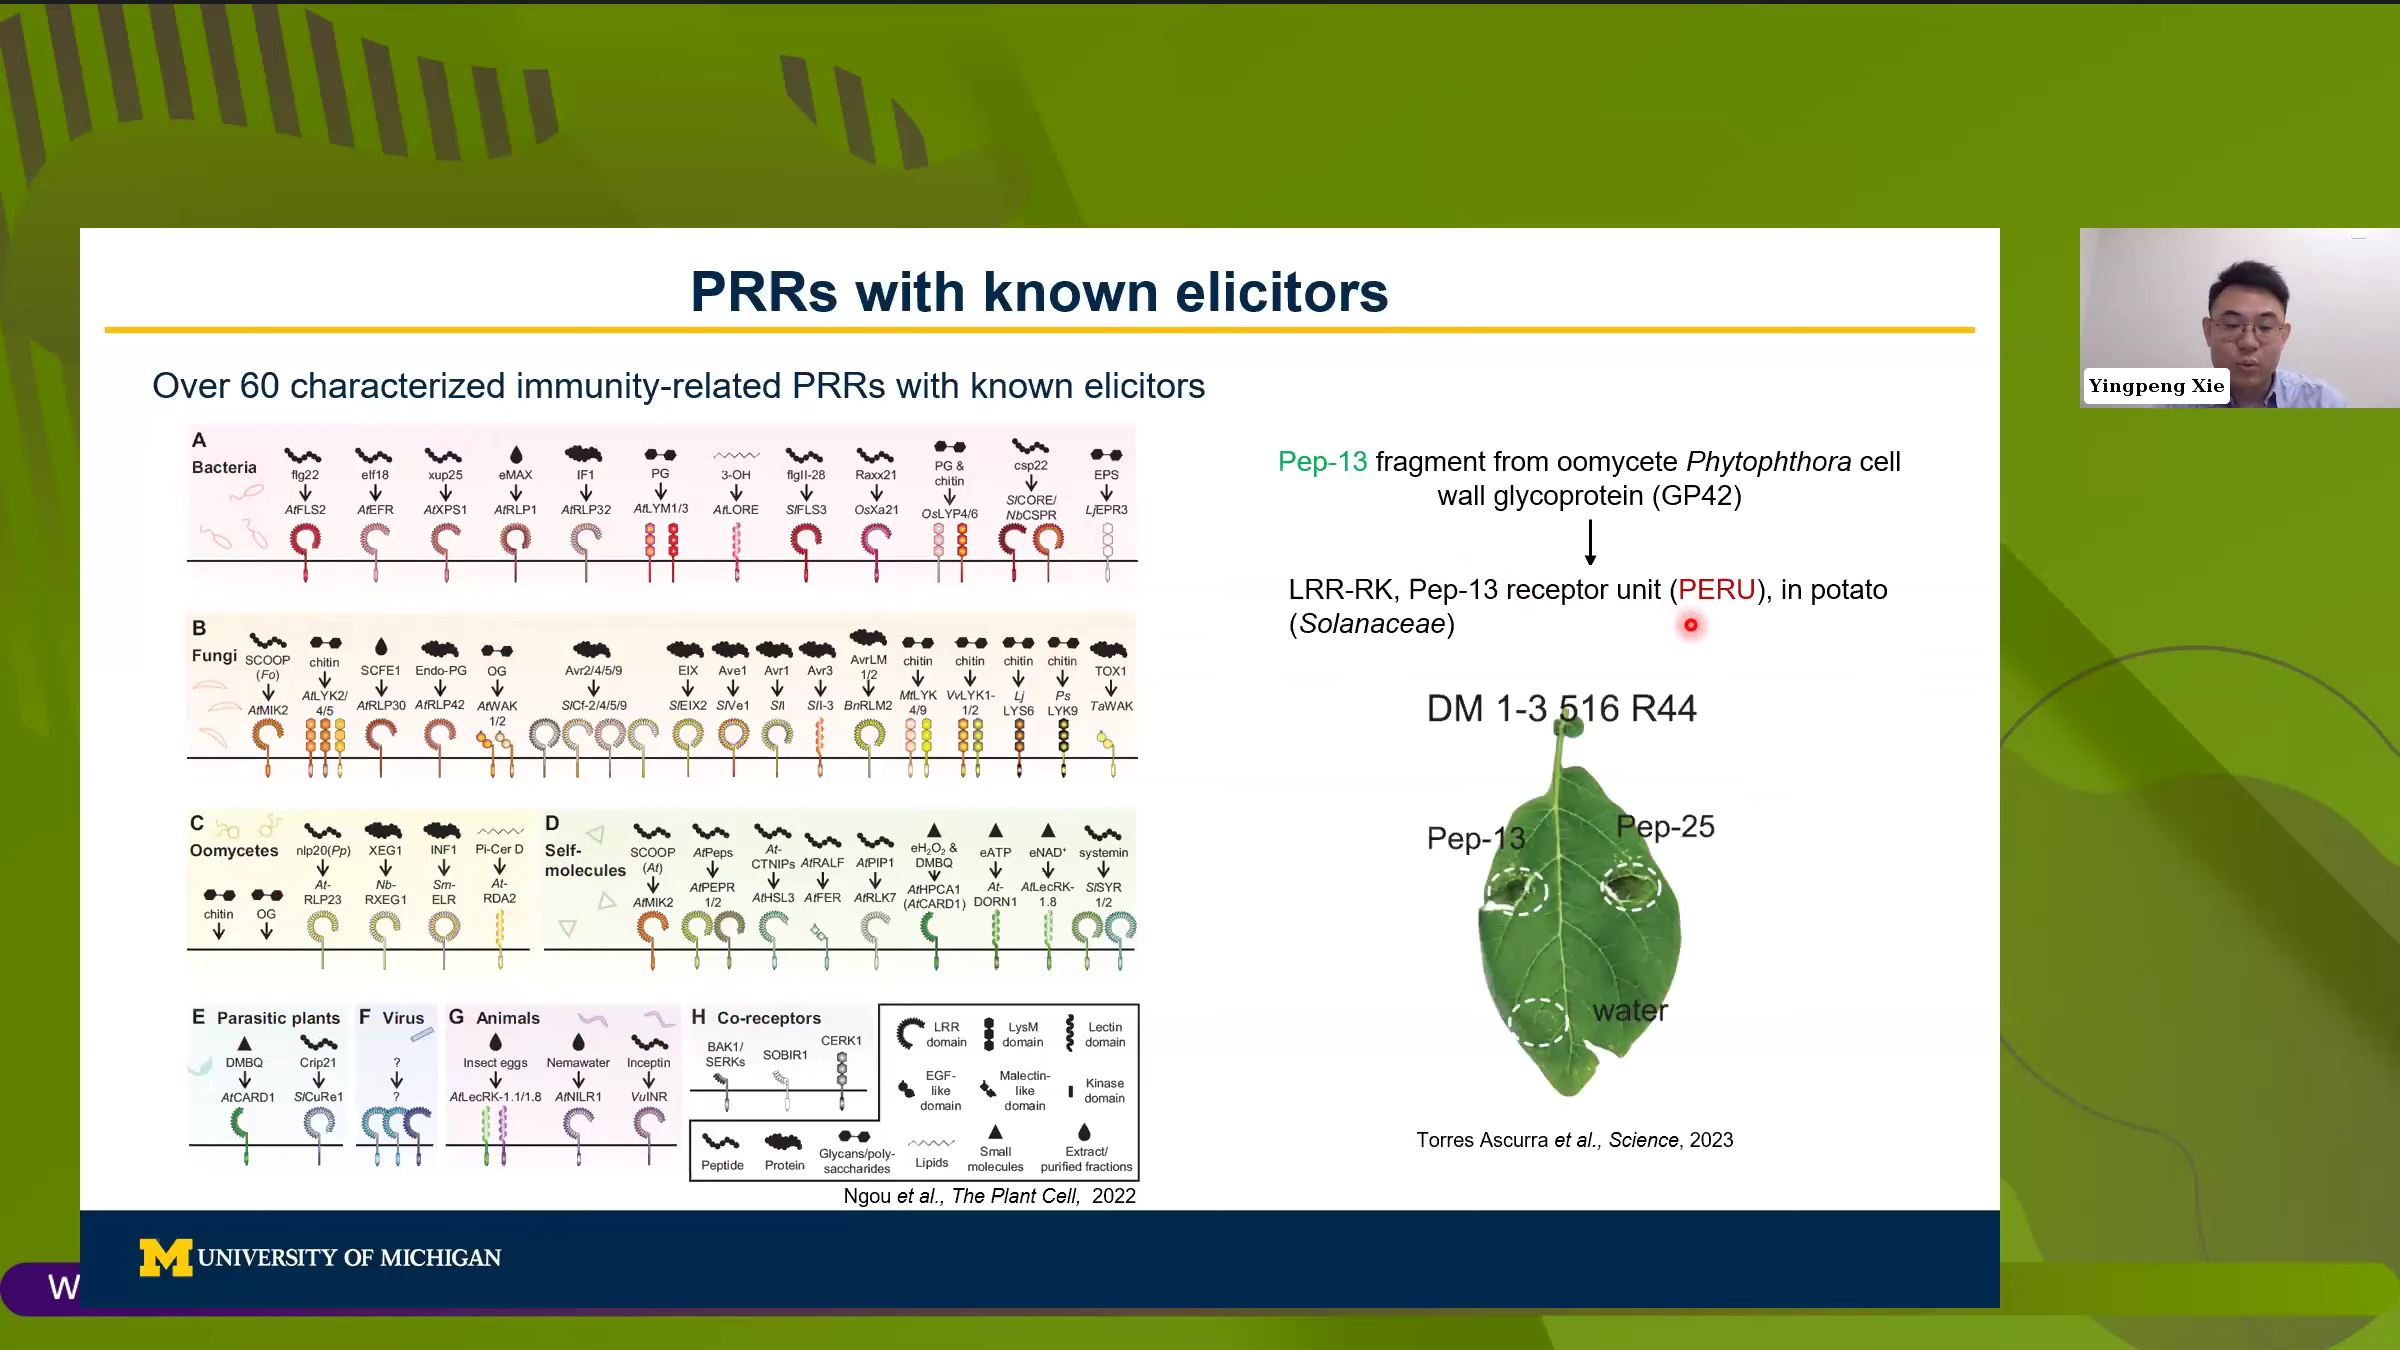 PRRs with known elicitors
Over 60 characterized immunity-related PRRs with known elicitors
A
Bacteria
flg22
AtFLS2
elf18
AtEFR
xup25
AtXPS1
eMAX
AtRLP1
IF1
AtRLP32
PG
AtLYM1/3
3-OH
AtLORE
flgII-28
SlFLS3
Raxx21
OsXa21
PG &
chitin
OsLYP4/6
csp22
SlCORE/
NbCSPR
EPS
LjEPR3
B
Fungi
SCOOP
(Fo)
AtMIK2
chitin
AtLYK2/
4/5
SCFE1
AtRLP30
Endo-PG
AtRLP42
OG
AtWAK
1/2
Avr2/4/5/9
SlCf-2/4/5/9
EIX
SlEIX2
Ave1
SlVe1
Avr1
SlI
Avr3
SlI-3
AvrLM
1/2
BnRLM2
chitin
MtLYK
4/9
chitin
VvLYK1-
1/2
chitin
Lj
LYS6
chitin
Ps
LYK9
TOX1
TaWAK
C
Oomycetes
chitin
OG
nlp20(Pp)
At-
RLP23
XEG1
Nb-
RXEG1
INF1
Sm-
ELR
Pi-Cer D
At-
RDA2
D
Self-
molecules
SCOOP
(At)
AtMIK2
AtPeps
AtPEPR
1/2
At-
CTNIPs
AtHSL3
AtRALF
AtFER
AtPIP1
AtRLK7
eH2O2 &
DMBQ
AtHPCA1
(AtCARD1)
eATP
At-
DORN1
eNAD+
AtLecRK-
1.8
systemin
SlSYR
1/2
E Parasitic plants
DMBQ
AtCARD1
Crip21
SlCuRe1
F Virus
?
?
G Animals
Insect eggs
AtLecRK-1.1/1.8
Nemawater
AtNILR1
Inceptin
VuINR
H Co-receptors
BAK1/
SERKs
SOBIR1
CERK1
LRR
domain
LysM
domain
Lectin
domain
EGF-
like
domain
Malectin-
like
domain
Kinase
domain
Peptide
Protein
Glycans/poly-
saccharides
Lipids
Small
molecules
Extract/
purified fractions
Ngou et al., The Plant Cell, 2022
Pep-13 fragment from oomycete Phytophthora cell
wall glycoprotein (GP42)
LRR-RK, Pep-13 receptor unit (PERU), in potato
(Solanaceae)
DM 1-3 516 R44
Pep-13
Pep-25
water
Torres Ascurra et al., Science, 2023
Yingpeng Xie
M UNIVERSITY OF MICHIGAN
W